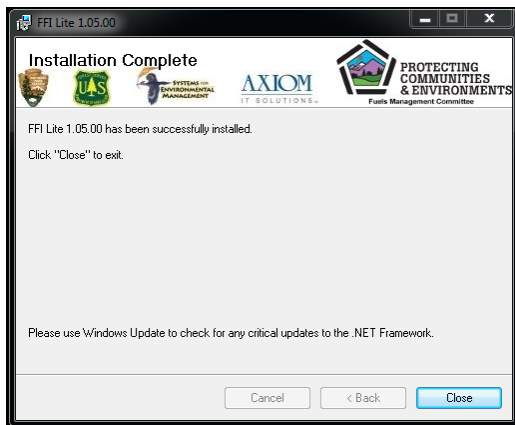 FFI Lite 1.05.00
Installation Complete
UAS
SYSTEMS FOR
ENVIRONMENTAL
MANAGEMENT
AXIOM
IT SOLUTIONS
PROTECTING
COMMUNITIES
& ENVIRONMENTS
Fuels Management Committee
FFI Lite 1.05.00 has been successfully installed.
Click "Close" to exit.
Please use Windows Update to check for any critical updates to the .NET Framework.
Cancel
< Back
Close